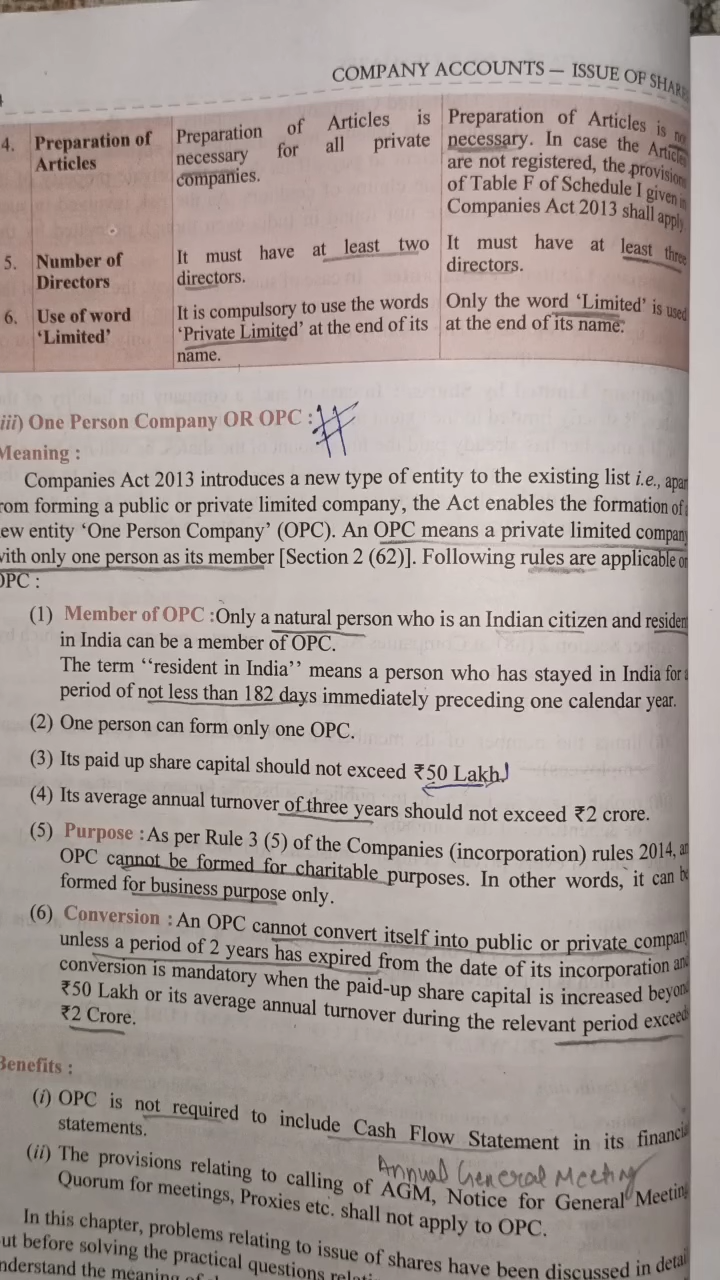 COMPANY ACCOUNTS — ISSUE OF SHAR
4. Preparation of Articles
Preparation of Articles is
necessary for all private
companies.
Preparation of Articles is no
necessary. In case the Article
are not registered, the provision
of Table F of Schedule I given in
Companies Act 2013 shall apply
5. Number of Directors
It must have at least two
directors.
It must have at least three
directors.
6. Use of word 'Limited'
It is compulsory to use the words
'Private Limited' at the end of its
name.
Only the word 'Limited' is used
at the end of its name.
iii) One Person Company OR OPC : #
Meaning :
Companies Act 2013 introduces a new type of entity to the existing list i.e., apar
rom forming a public or private limited company, the Act enables the formation of a
ew entity 'One Person Company' (OPC). An OPC means a private limited company
with only one person as its member [Section 2 (62)]. Following rules are applicable on
OPC :
(1) Member of OPC :Only a natural person who is an Indian citizen and residen
in India can be a member of OPC.
The term ''resident in India'' means a person who has stayed in India for a
period of not less than 182 days immediately preceding one calendar year.
(2) One person can form only one OPC.
(3) Its paid up share capital should not exceed ₹50 Lakh.
(4) Its average annual turnover of three years should not exceed ₹2 crore.
(5) Purpose :As per Rule 3 (5) of the Companies (incorporation) rules 2014, an
OPC cannot be formed for charitable purposes. In other words, it can be
formed for business purpose only.
(6) Conversion :An OPC cannot convert itself into public or private company
unless a period of 2 years has expired from the date of its incorporation and
conversion is mandatory when the paid-up share capital is increased beyond
₹50 Lakh or its average annual turnover during the relevant period exceeds
₹2 Crore.
Benefits :
(i) OPC is not required to include Cash Flow Statement in its financia
statements.
Annual General Meeting
(ii) The provisions relating to calling of AGM, Notice for General Meeting
Quorum for meetings, Proxies etc. shall not apply to OPC.
In this chapter, problems relating to issue of shares have been discussed in detai
ut before solving the practical questions relati
nderstand the meaning of